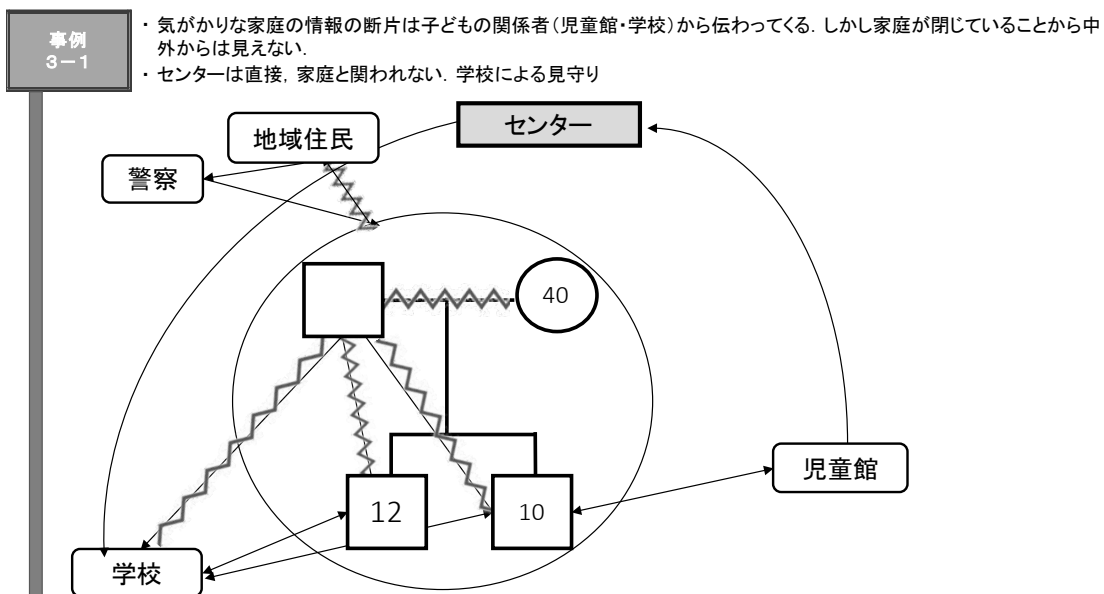 事例
3－1
・ 気がかりな家庭の情報の断片は子どもの関係者（児童館・学校）から伝わってくる．しかし家庭が閉じていることから中
外からは見えない．
・ センターは直接，家庭と関われない．学校による見守り
センター
地域住民
警察
40
児童館
12
10
学校